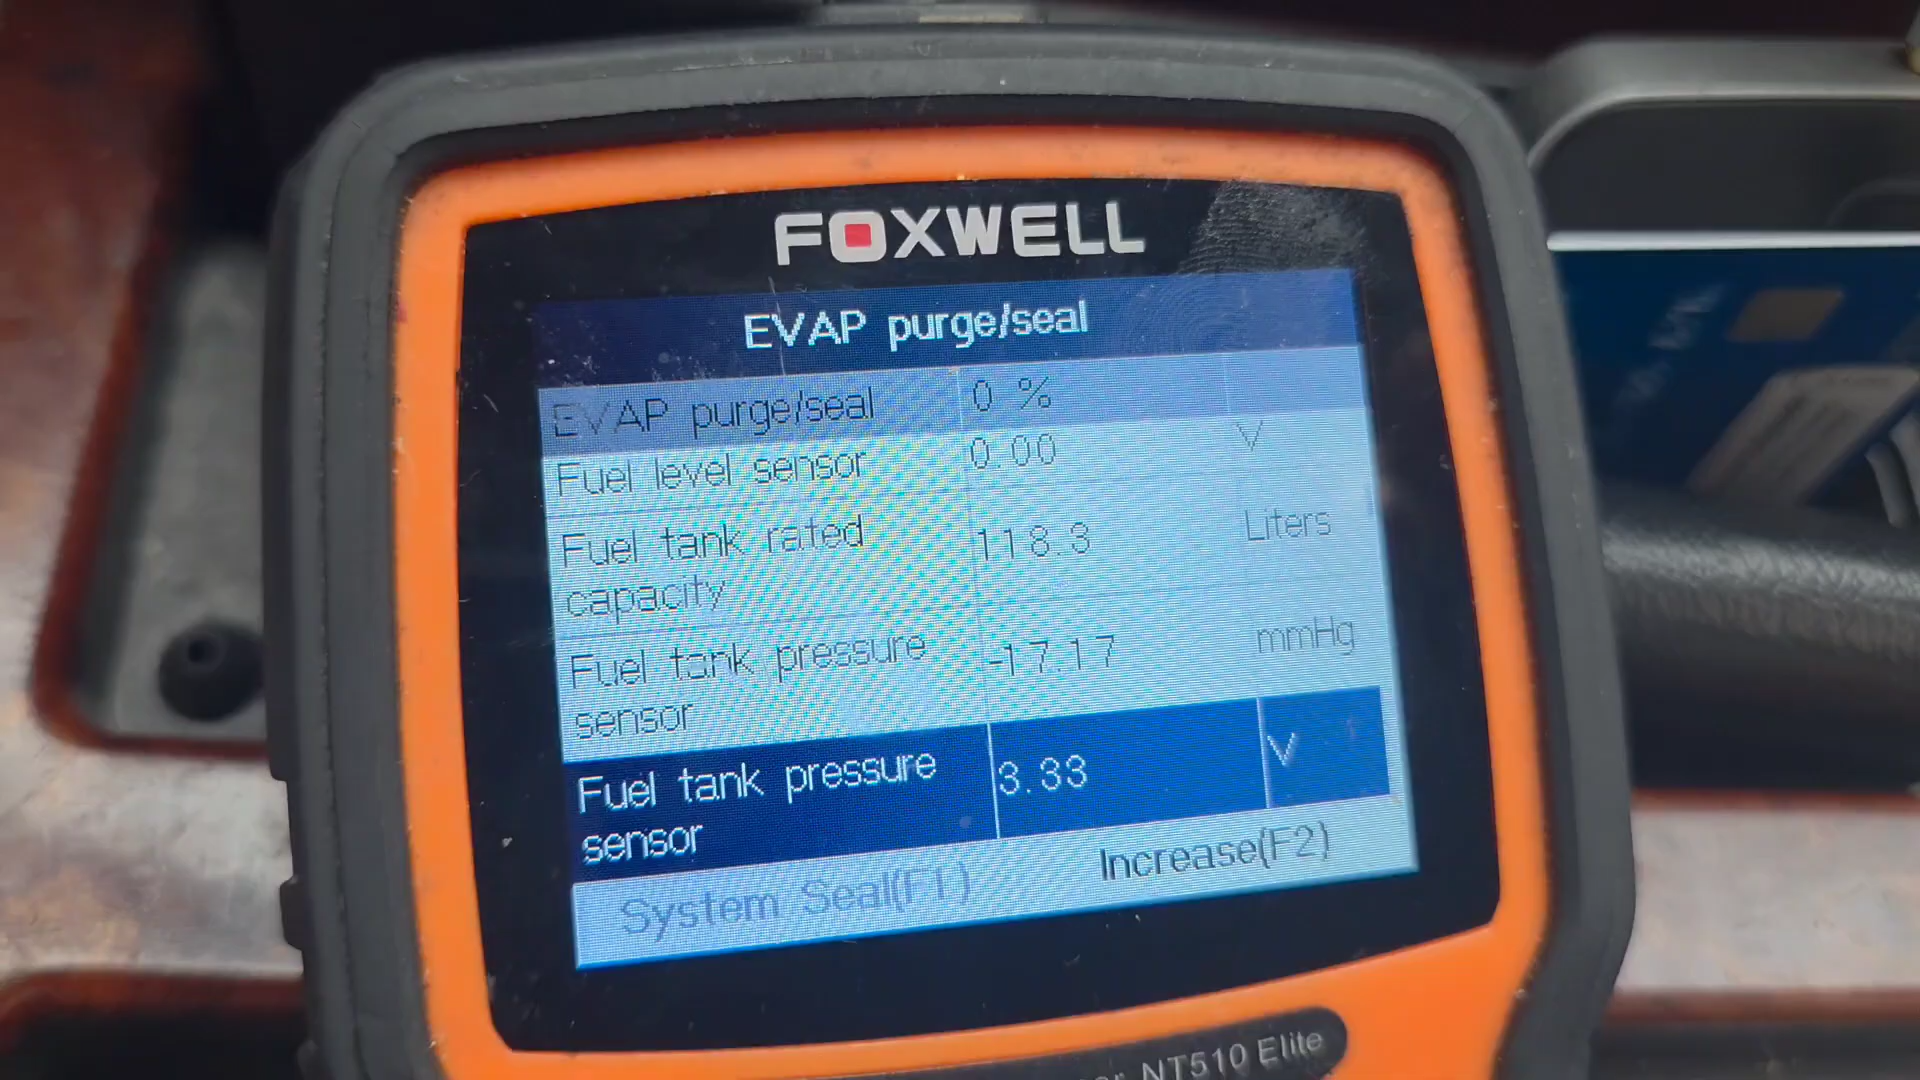 FOXWELL
EVAP purge/seal
EVAP purge/seal 0 %
Fuel level sensor 0.00 V
Fuel tank rated capacity 118.3 Liters
Fuel tank pressure sensor -17.17 mmHg
Fuel tank pressure sensor 3.33 V
System Seal(F1) Increase(F2)
NT510 Elite